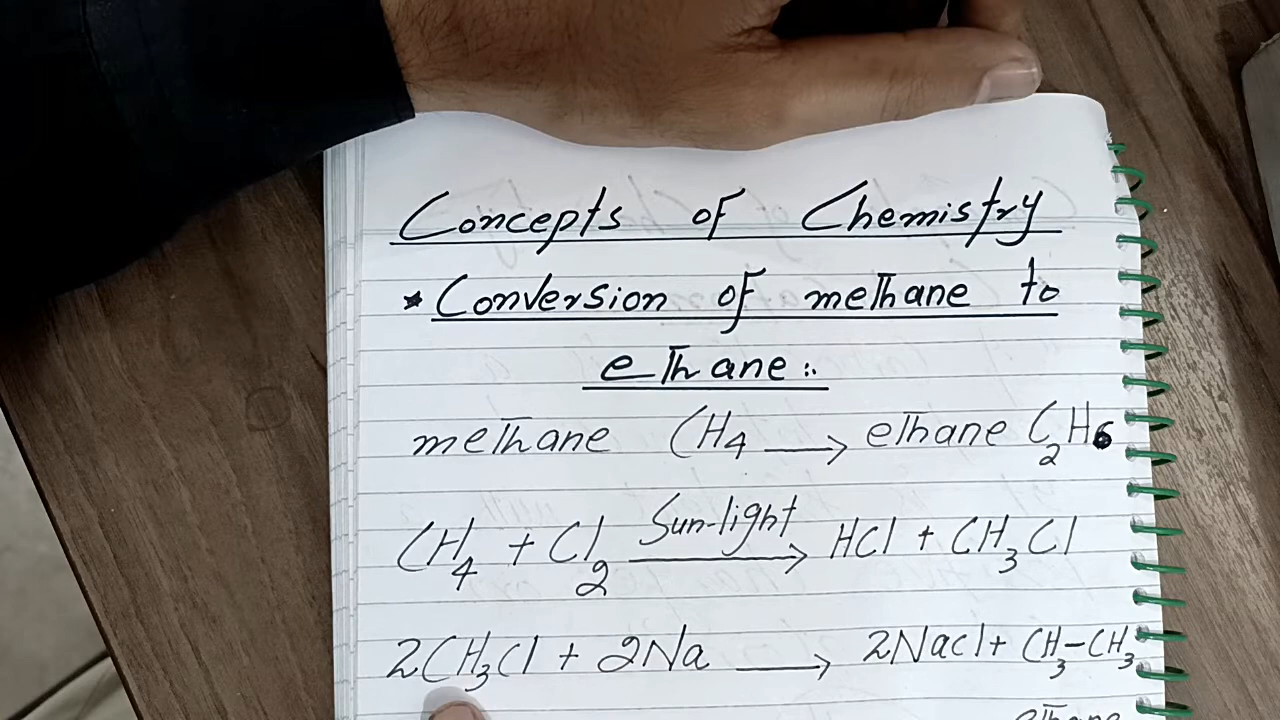 Concepts of Chemistry
* Conversion of methane to
ethane :.
methane CH4 → ethane C2H6
CH4 + Cl2 Sun-light → HCl + CH3Cl
2CH3Cl + 2Na → 2Nacl + CH3-CH3
ethane